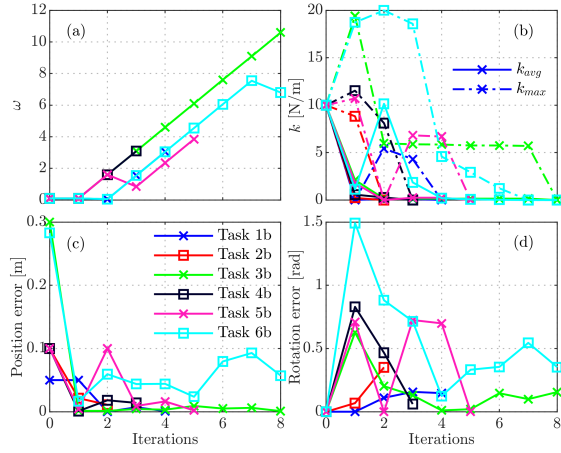 12
10
8
6
4
2
0
ω
(a)
20
15
10
5
0
k [N/m]
(b)
k_avg
k_max
0.3
0.2
0.1
0
Position error [m]
(c)
Task 1b
Task 2b
Task 3b
Task 4b
Task 5b
Task 6b
0 2 4 6 8
Iterations
1.5
1
0.5
0
Rotation error [rad]
(d)
0 2 4 6 8
Iterations